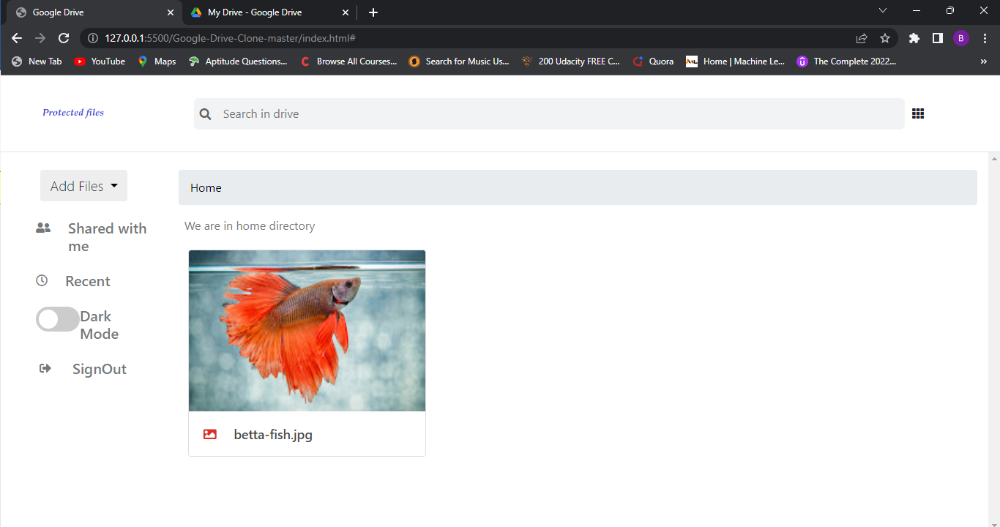 Google Drive
My Drive - Google Drive
127.0.0.1:5500/Google-Drive-Clone-master/index.html#
B
New Tab
YouTube
Maps
Aptitude Questions...
Browse All Courses...
Search for Music Us...
200 Udacity FREE C...
Quora
Home | Machine Le...
The Complete 2022...
»
Protected files
Search in drive
Add Files
Home
Shared with
me
We are in home directory
Recent
Dark
Mode
SignOut
betta-fish.jpg